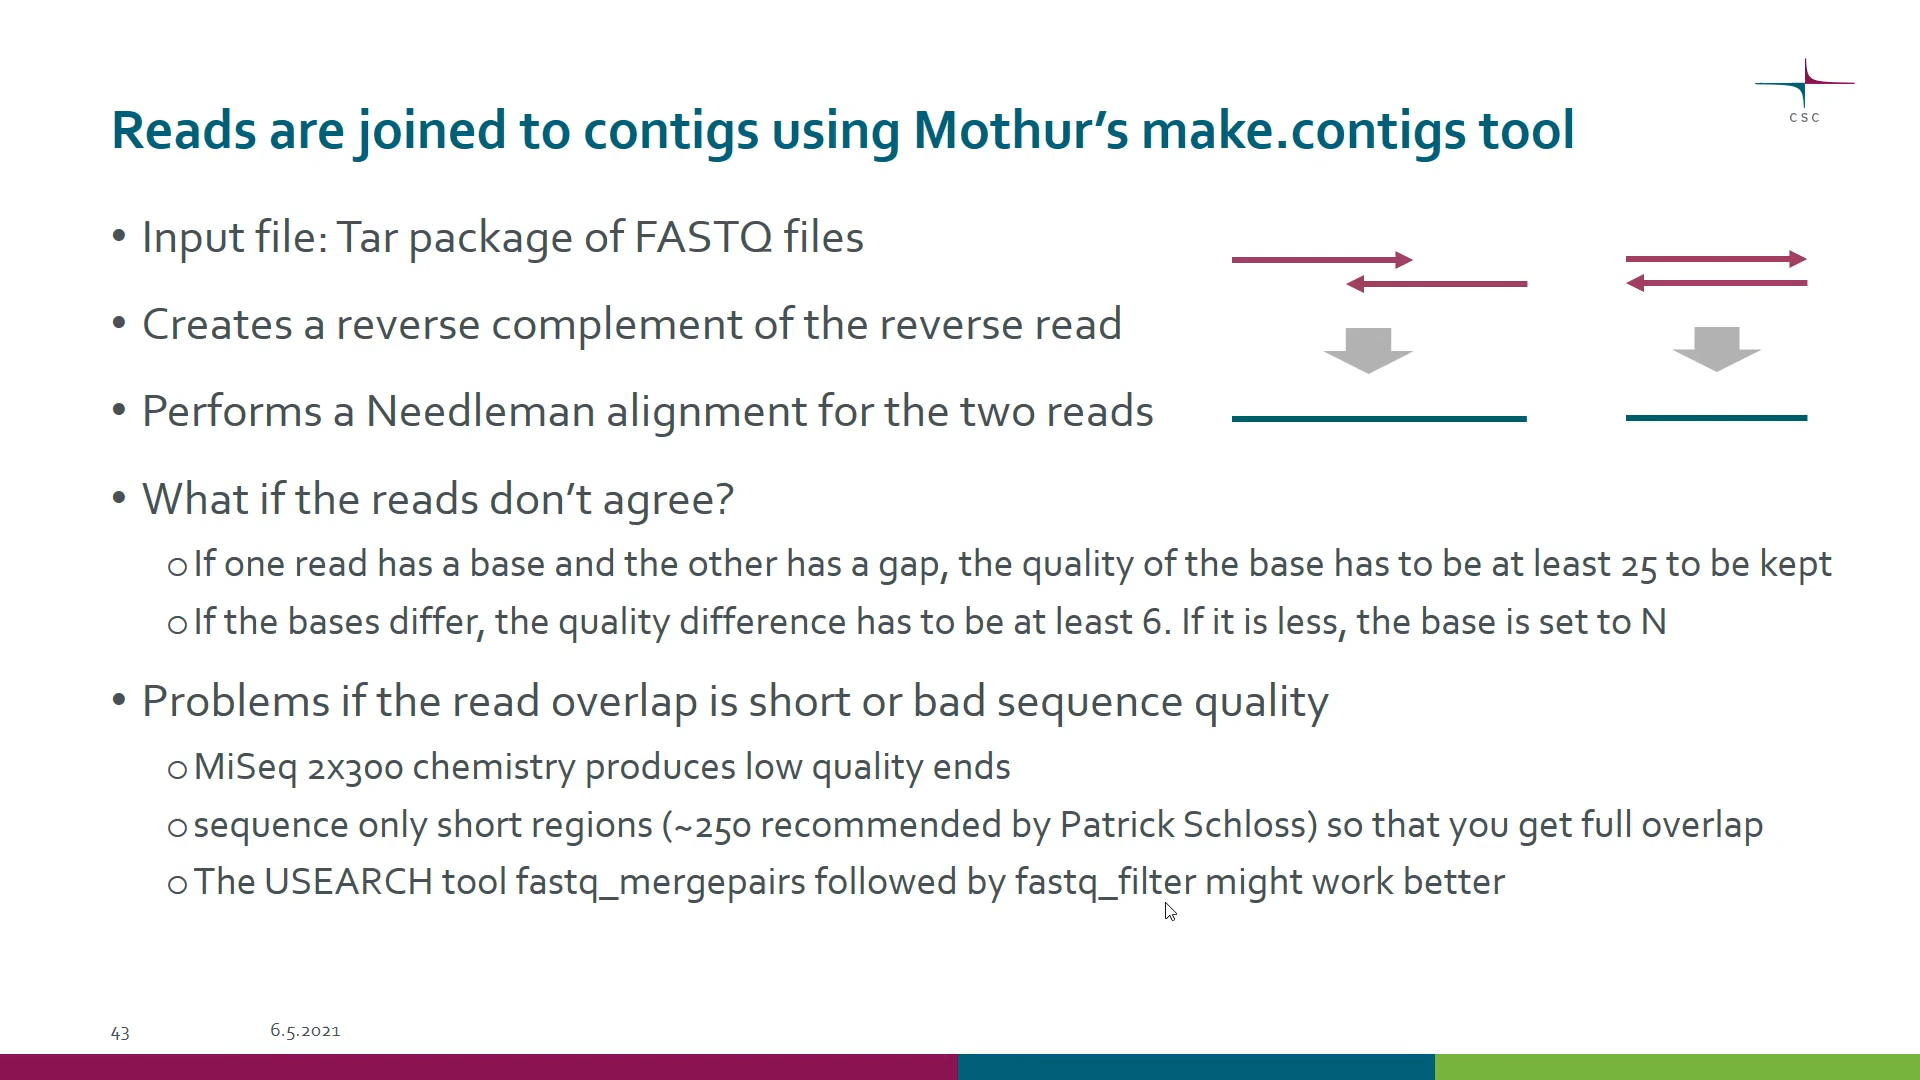 CSC
Reads are joined to contigs using Mothur’s make.contigs tool
• Input file: Tar package of FASTQ files
• Creates a reverse complement of the reverse read
• Performs a Needleman alignment for the two reads
• What if the reads don’t agree?
o If one read has a base and the other has a gap, the quality of the base has to be at least 25 to be kept
o If the bases differ, the quality difference has to be at least 6. If it is less, the base is set to N
• Problems if the read overlap is short or bad sequence quality
o MiSeq 2x300 chemistry produces low quality ends
o sequence only short regions (~250 recommended by Patrick Schloss) so that you get full overlap
o The USEARCH tool fastq_mergepairs followed by fastq_filter might work better
43 6.5.2021